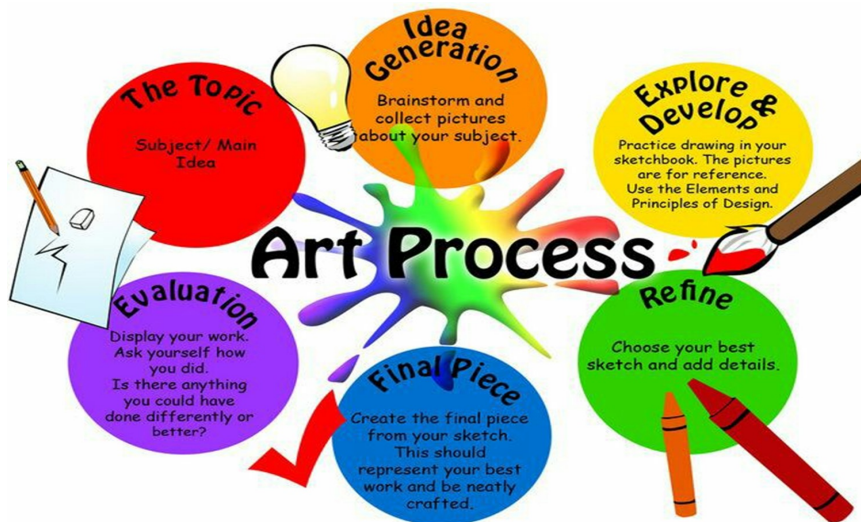 The Topic
Subject/ Main
Idea
Idea
Generation
Brainstorm and
collect pictures
about your subject.
Explore &
Develop
Practice drawing in your
sketchbook. The pictures
are for reference.
Use the Elements and
Principles of Design.
Art Process
Refine
Choose your best
sketch and add details.
Final Piece
Create the final piece
from your sketch.
This should
represent your best
work and be neatly
crafted.
Evaluation
Display your work.
Ask yourself how
you did.
Is there anything
you could have
done differently or
better?